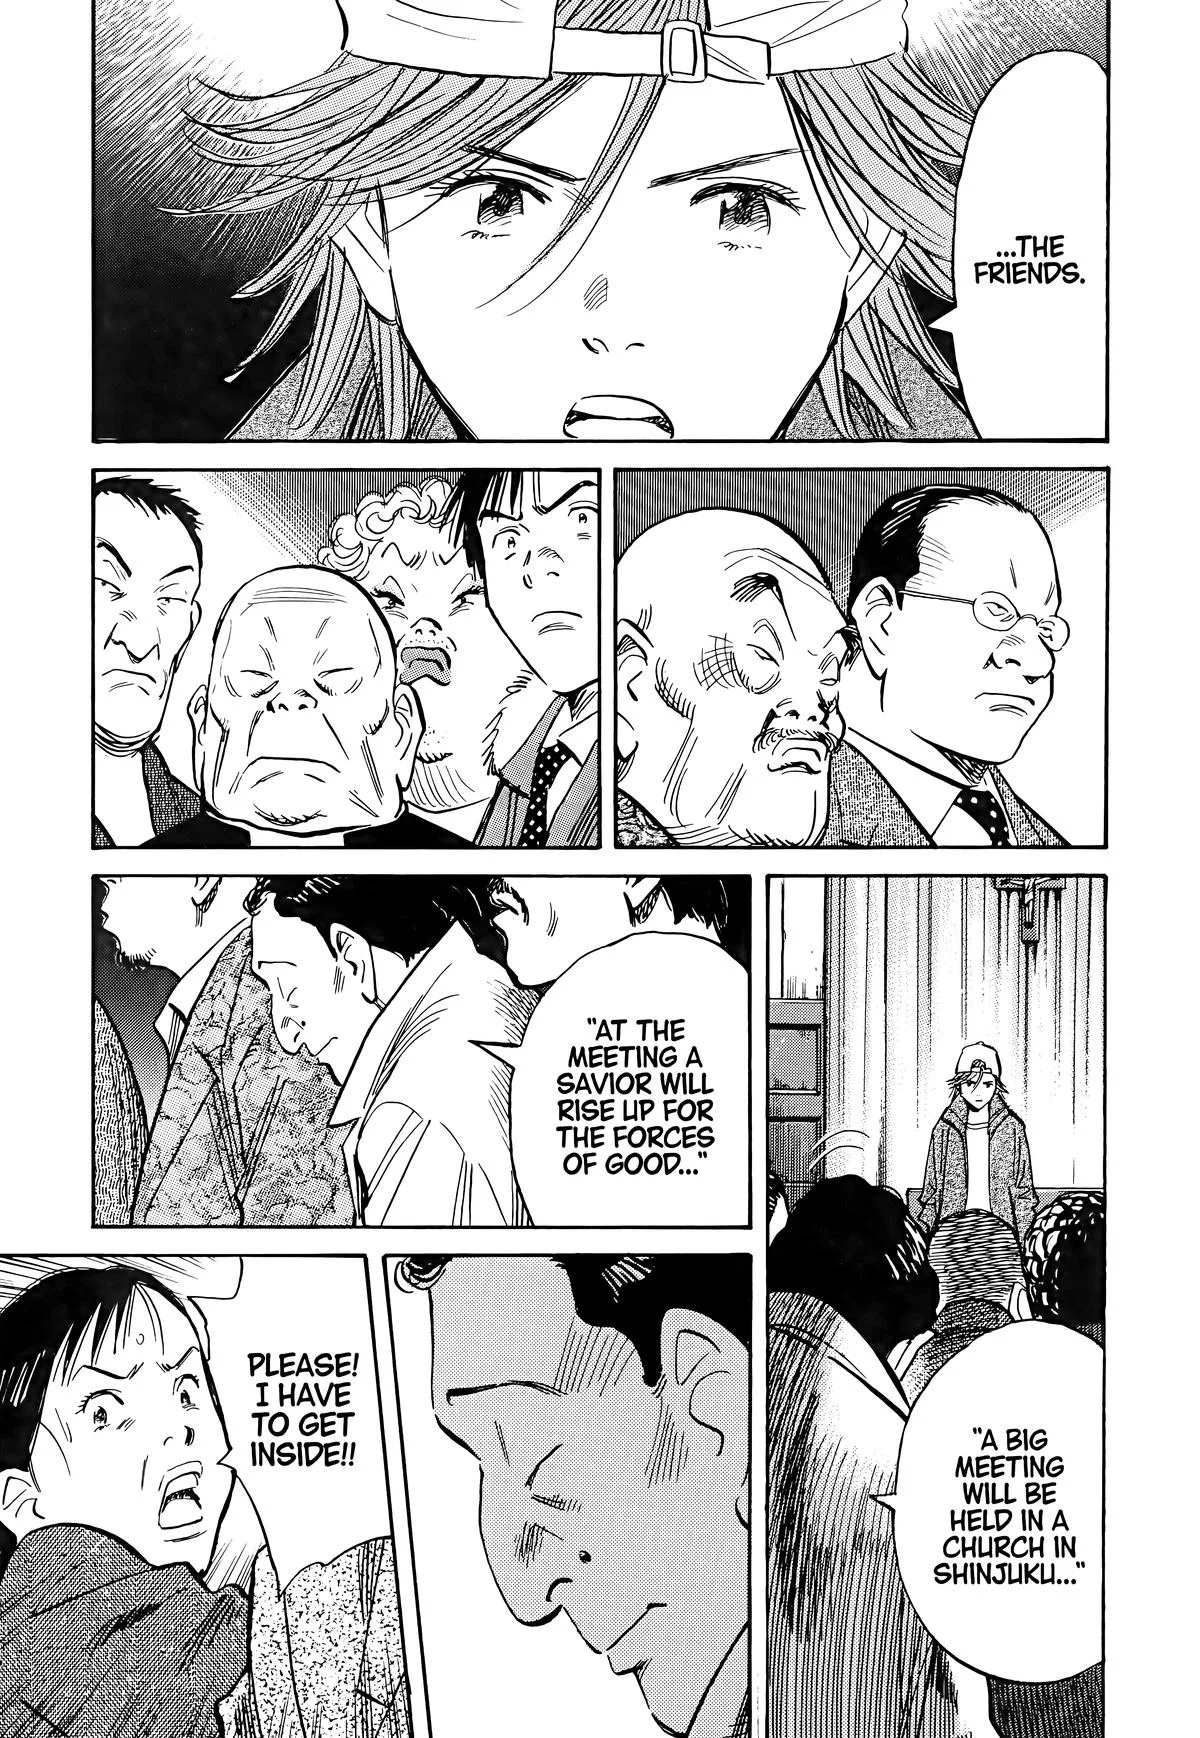 ...THE
FRIENDS.
"A BIG
MEETING
WILL BE
HELD IN A
CHURCH IN
SHINJUKU..."
"AT THE
MEETING A
SAVIOR WILL
RISE UP FOR
THE FORCES
OF GOOD..."
PLEASE!
I HAVE
TO GET
INSIDE!!